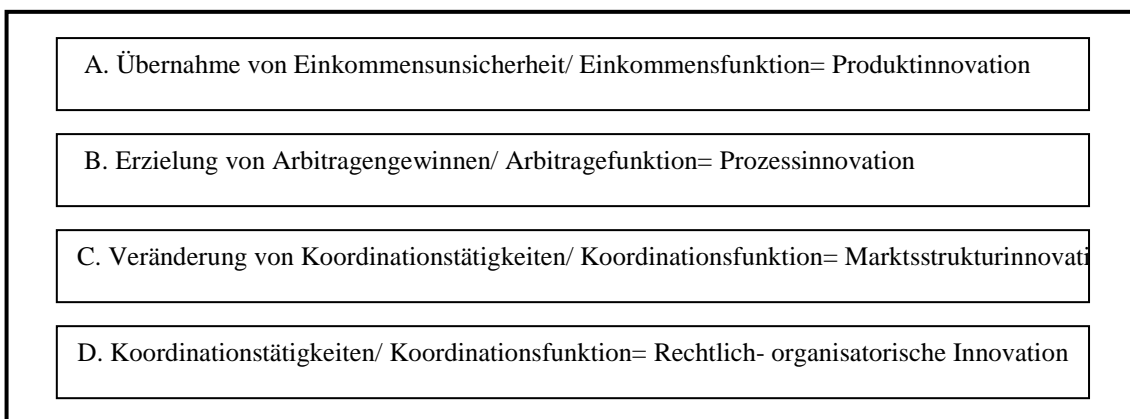 A. Übernahme von Einkommensunsicherheit/ Einkommensfunktion= Produktinnovation
B. Erzielung von Arbitragengewinnen/ Arbitragefunktion= Prozessinnovation
C. Veränderung von Koordinationstätigkeiten/ Koordinationsfunktion= Marktsstrukturinnovati
D. Koordinationstätigkeiten/ Koordinationsfunktion= Rechtlich- organisatorische Innovation